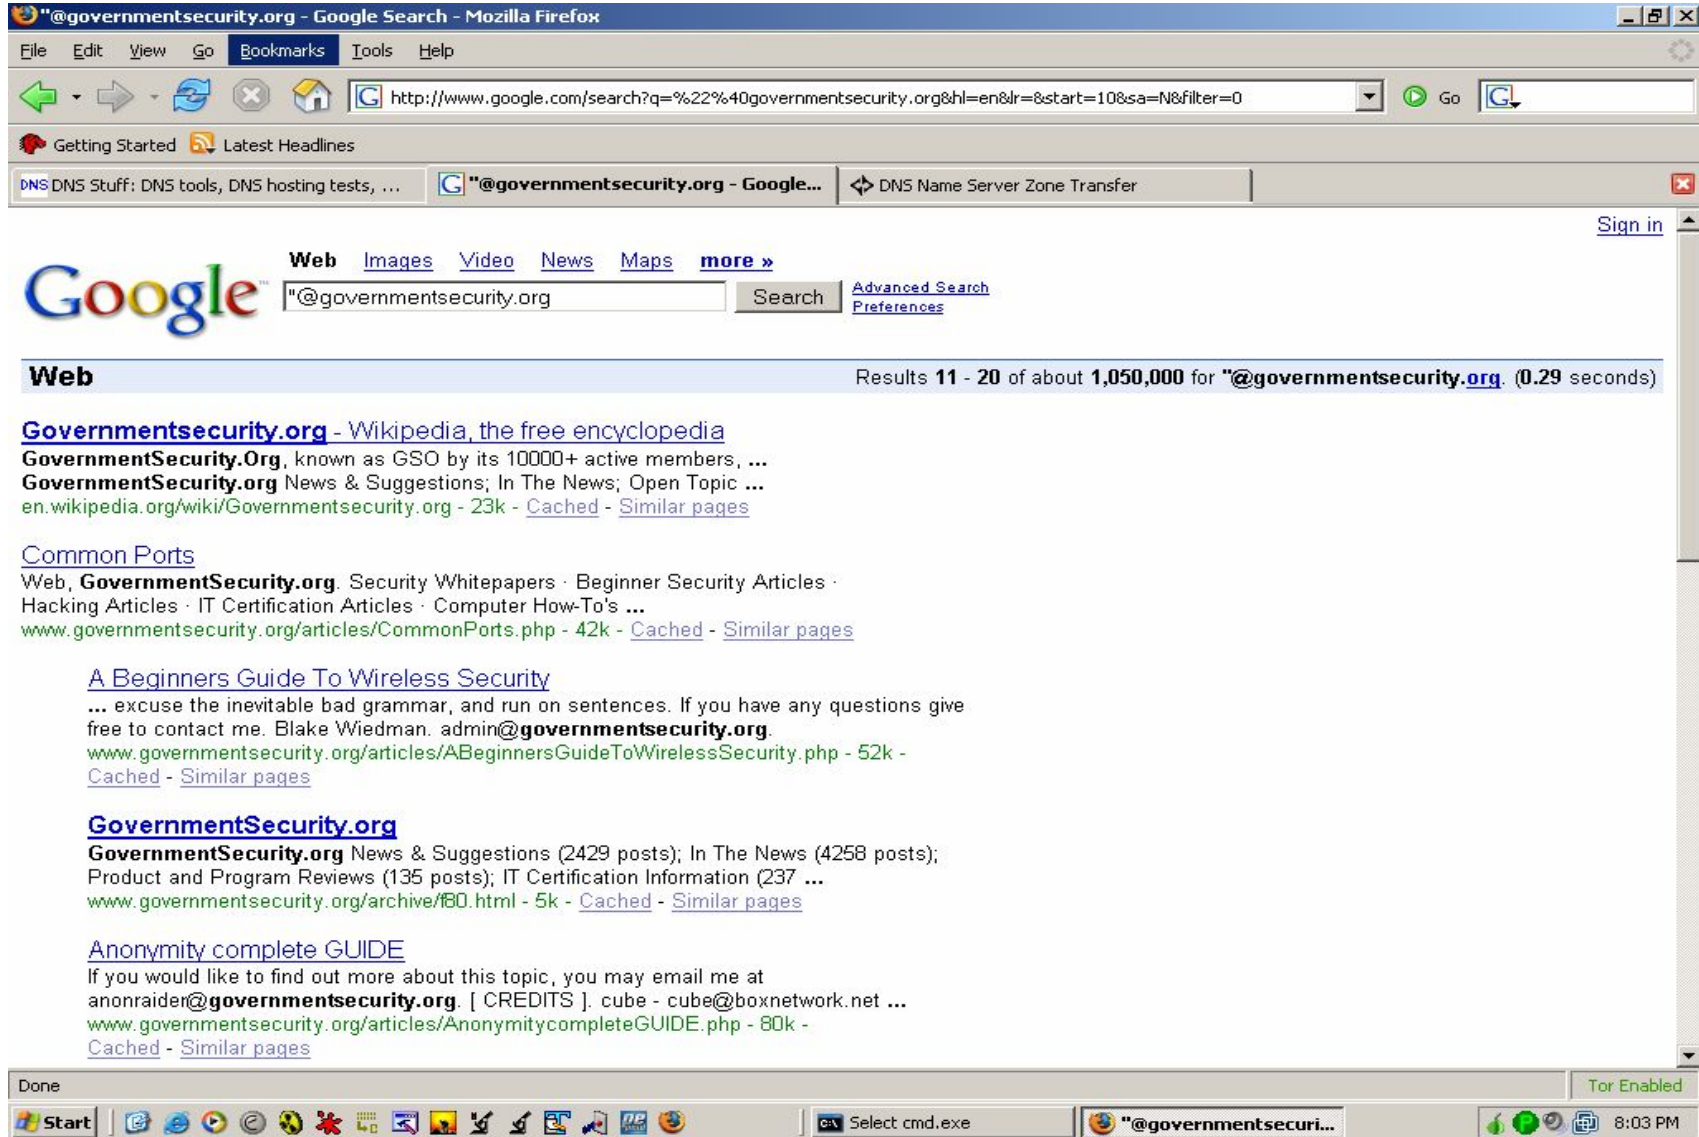 "@governmentsecurity.org - Google Search - Mozilla Firefox
File Edit View Go Bookmarks Tools Help
http://www.google.com/search?q=%22%40governmentsecurity.org&hl=en&lr=&start=10&sa=N&filter=0 Go
Getting Started Latest Headlines
DNS DNS Stuff: DNS tools, DNS hosting tests, ... "@governmentsecurity.org - Google... DNS Name Server Zone Transfer
Sign in
Web Images Video News Maps more »
Google "@governmentsecurity.org Search Advanced Search
Preferences
Web Results 11 - 20 of about 1,050,000 for "@governmentsecurity.org. (0.29 seconds)
Governmentsecurity.org - Wikipedia, the free encyclopedia
GovernmentSecurity.Org, known as GSO by its 10000+ active members, ...
GovernmentSecurity.org News & Suggestions; In The News; Open Topic ...
en.wikipedia.org/wiki/Governmentsecurity.org - 23k - Cached - Similar pages
Common Ports
Web, GovernmentSecurity.org. Security Whitepapers · Beginner Security Articles ·
Hacking Articles · IT Certification Articles · Computer How-To's ...
www.governmentsecurity.org/articles/CommonPorts.php - 42k - Cached - Similar pages
A Beginners Guide To Wireless Security
... excuse the inevitable bad grammar, and run on sentences. If you have any questions give
free to contact me. Blake Wiedman. admin@governmentsecurity.org.
www.governmentsecurity.org/articles/ABeginnersGuideToWirelessSecurity.php - 52k -
Cached - Similar pages
GovernmentSecurity.org
GovernmentSecurity.org News & Suggestions (2429 posts); In The News (4258 posts);
Product and Program Reviews (135 posts); IT Certification Information (237 ...
www.governmentsecurity.org/archive/f80.html - 5k - Cached - Similar pages
Anonymity complete GUIDE
If you would like to find out more about this topic, you may email me at
anonraider@governmentsecurity.org. [ CREDITS ]. cube - cube@boxnetwork.net ...
www.governmentsecurity.org/articles/AnonymitycompleteGUIDE.php - 80k -
Cached - Similar pages
Done Tor Enabled
Start Select cmd.exe "@governmentsecuri... 8:03 PM